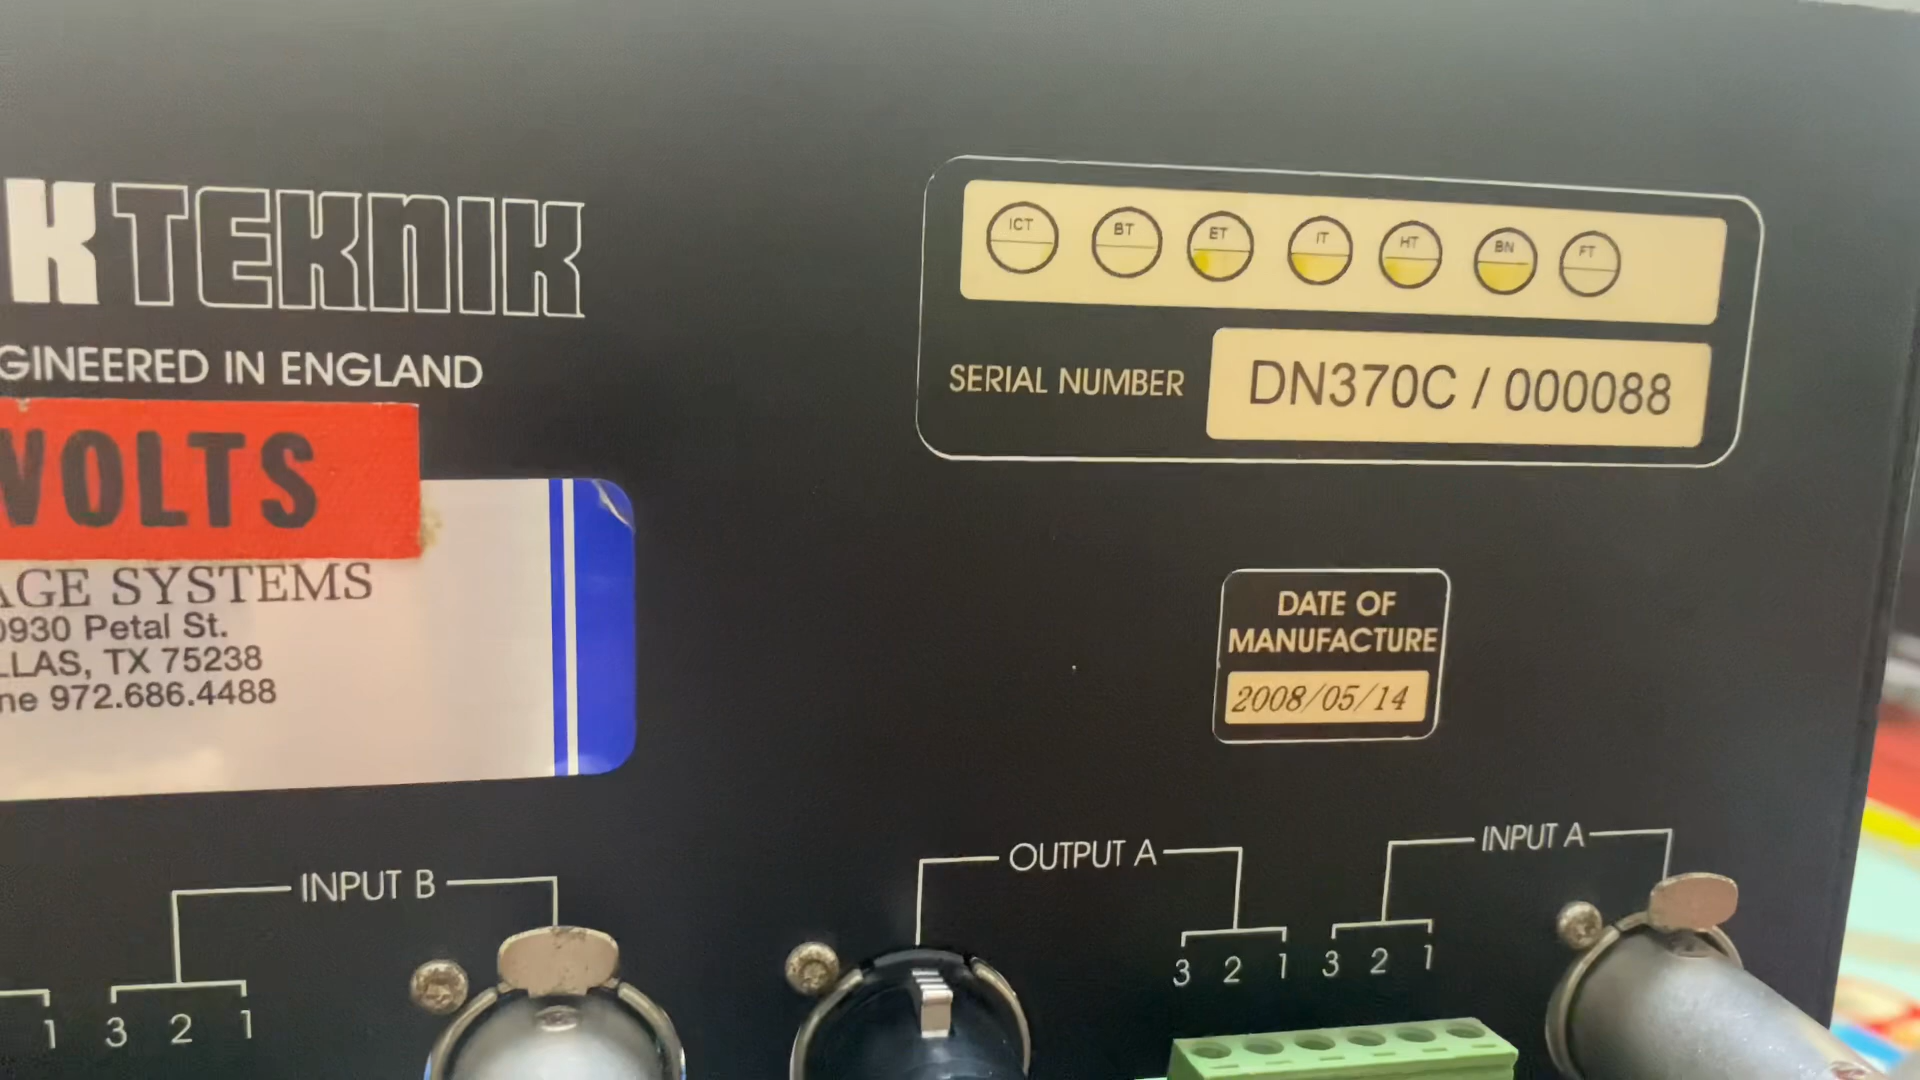 K TEKNIK
GINEERED IN ENGLAND
VOLTS
AGE SYSTEMS
0930 Petal St.
LLAS, TX 75238
ne 972.686.4488
ICT BT ET IT HT BN FT
SERIAL NUMBER DN370C / 000088
DATE OF
MANUFACTURE
2008/05/14
INPUT B
OUTPUT A
INPUT A
1 3 2 1
3 2 1 3 2 1